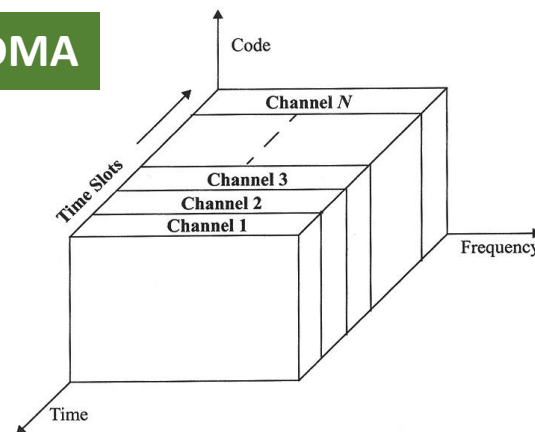 DMA
Code
Channel N
Time Slots
Channel 3
Channel 2
Channel 1
Frequency
Time